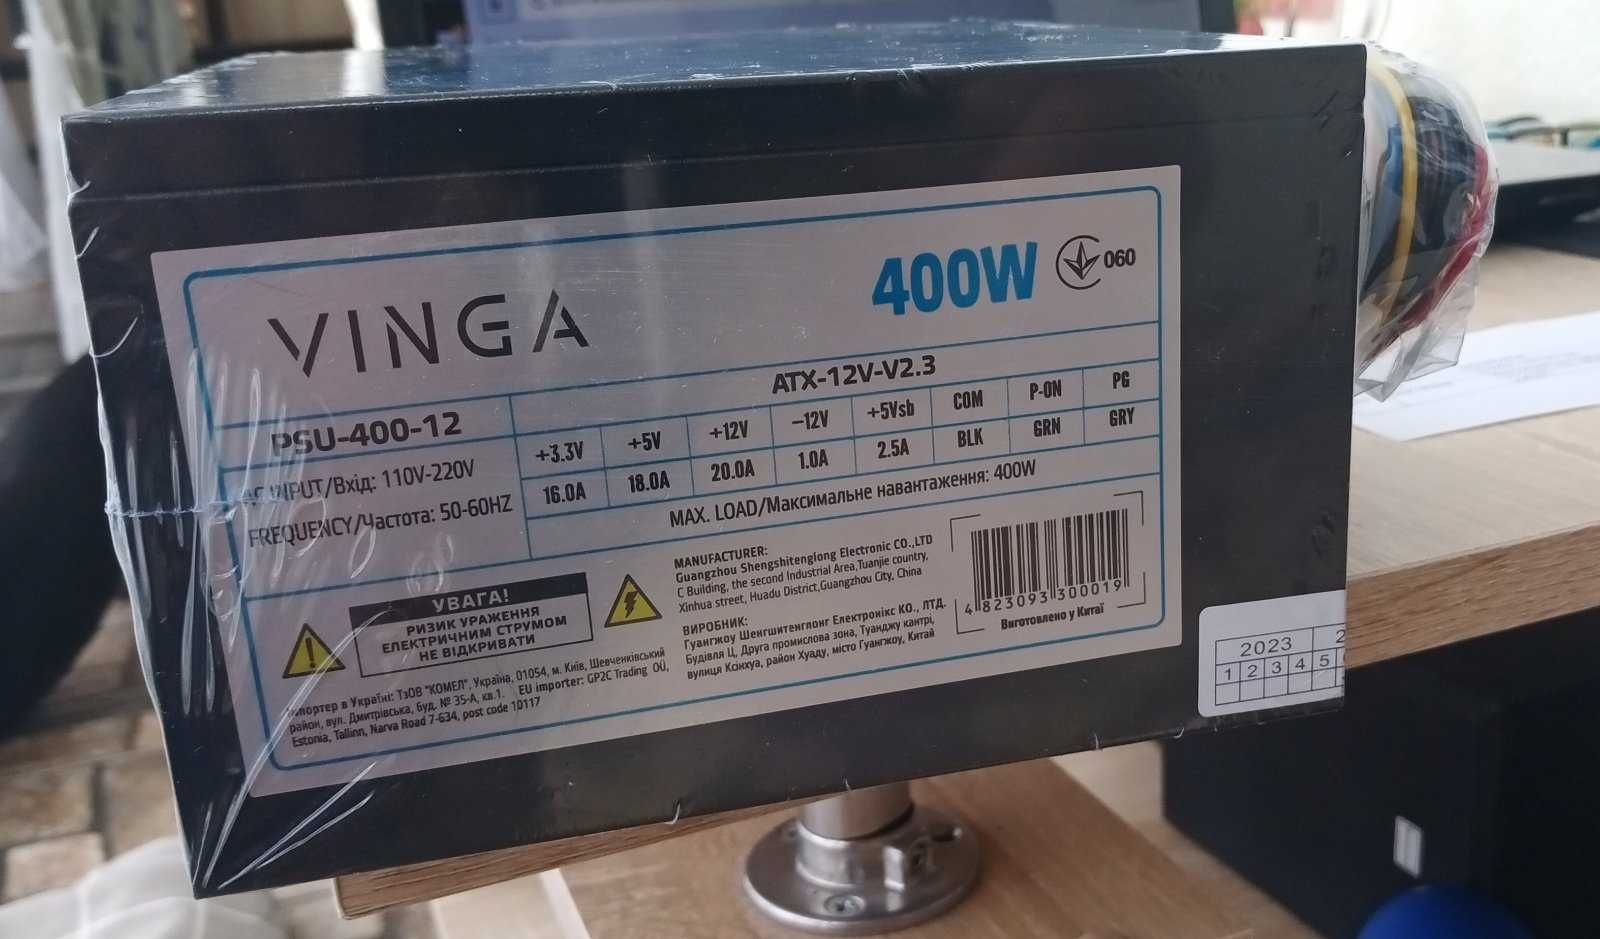 VINGA
400W
060
PSU-400-12
ATX-12V-V2.3
AC INPUT/Вхід: 110V-220V
FREQUENCY/Частота: 50-60HZ
+3.3V +5V +12V -12V +5Vsb COM P-ON PG
16.0A 18.0A 20.0A 1.0A 2.5A BLK GRN GRY
MAX. LOAD/Максимальне навантаження: 400W
УВАГА!
РИЗИК УРАЖЕННЯ
ЕЛЕКТРИЧНИМ СТРУМОМ
НЕ ВІДКРИВАТИ
MANUFACTURER:
Guangzhou Shengshitenglong Electronic CO.,LTD
C Building, the second Industrial Area,Tuanjie country,
Xinhua street, Huadu District,Guangzhou City, China
ВИРОБНИК:
Гуангжоу Шенгшитенглонг Електронікс КО., ЛТД.
Будівля Ц, Друга промислова зона, Туанджу кантрі,
вулиця Ксінхуа, район Хуаду, місто Гуангжоу, Китай
4 823093 300019
Виготовлено у Китаї
в Україні: ТзОВ "КОМЕЛ", Україна, 01054, м. Київ, Шевченківський
район, вул. Дмитрівська, буд. № 35-А, кв.1. EU importer: GP2C Trading OÜ,
Estonia, Tallinn, Narva Road 7-634, post code 10117
2023 2
1 2 3 4 5